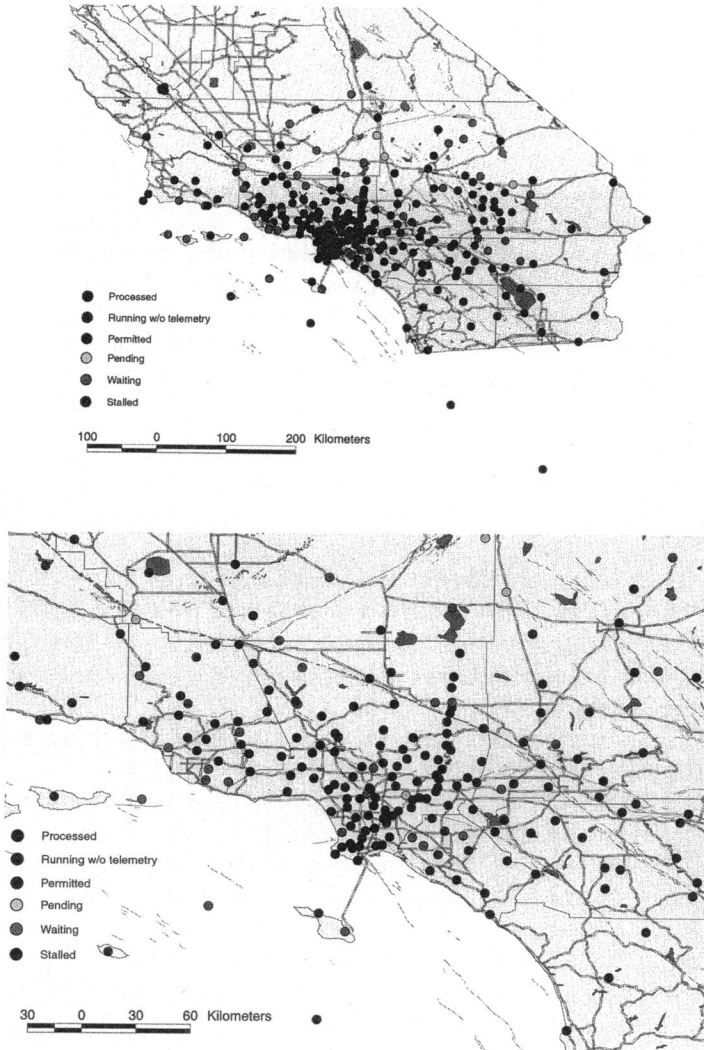 Processed
Running w/o telemetry
Permitted
Pending
Waiting
Stalled
100 0 100 200 Kilometers
Processed
Running w/o telemetry
Permitted
Pending
Waiting
Stalled
30 0 30 60 Kilometers